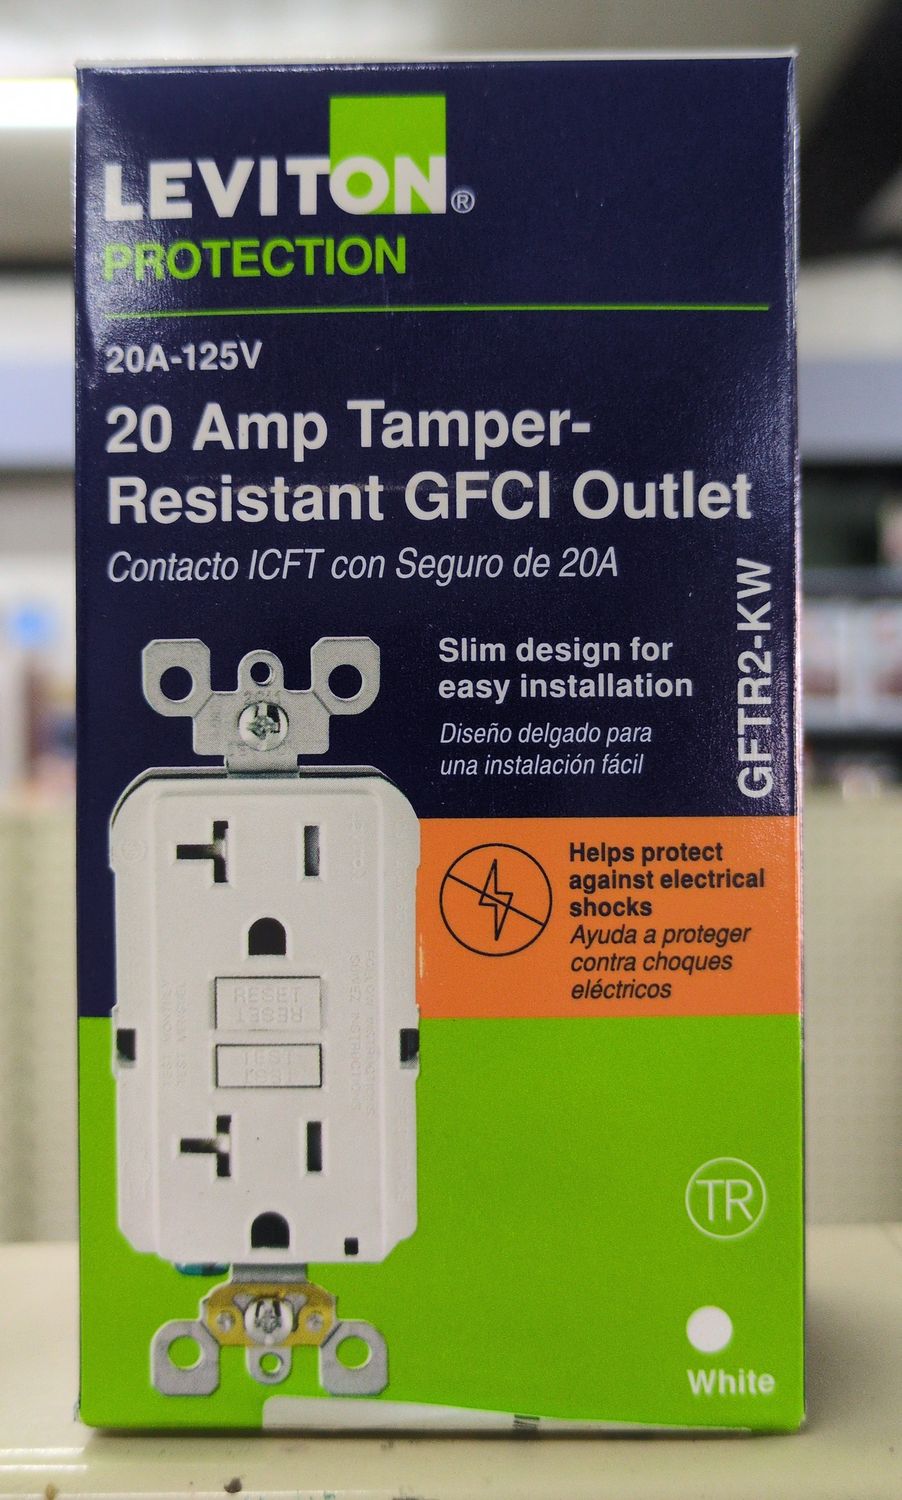 LEVITON®
PROTECTION
20A-125V
20 Amp Tamper-
Resistant GFCI Outlet
Contacto ICFT con Seguro de 20A
Slim design for
easy installation
Diseño delgado para
una instalación fácil
GFTR2-KW
Helps protect
against electrical
shocks
Ayuda a proteger
contra choques
eléctricos
RESET
RESET
TEST
TEST
TR
White